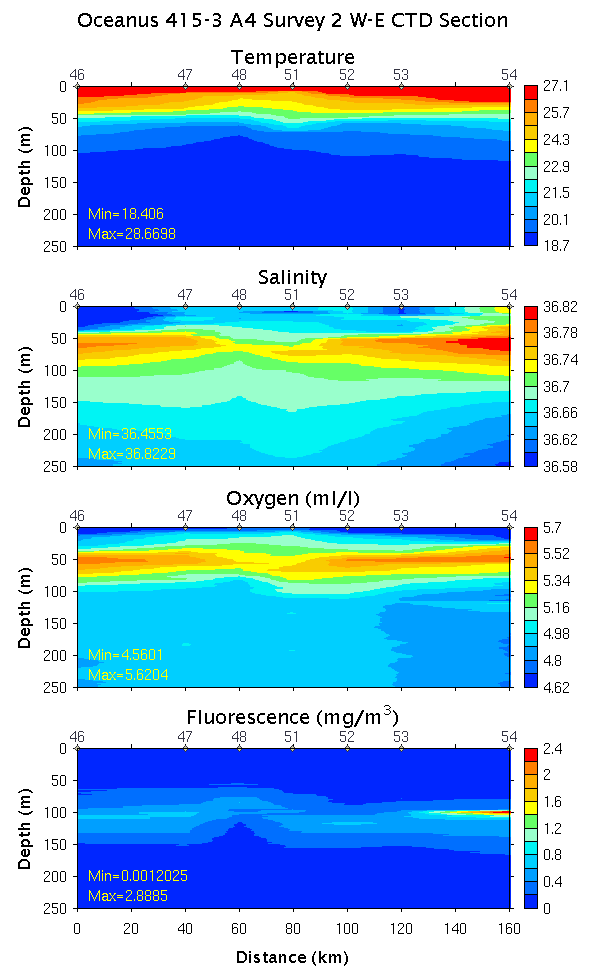 Oceanus 415-3 A4 Survey 2 W-E CTD Section
Temperature
46 47 48 51 52 53 54
0
50
100
150
200
250
Depth (m)
Min=18.406
Max=28.6698
27.1
25.7
24.3
22.9
21.5
20.1
18.7
Salinity
46 47 48 51 52 53 54
0
50
100
150
200
250
Depth (m)
Min=36.4553
Max=36.8229
36.82
36.78
36.74
36.7
36.66
36.62
36.58
Oxygen (ml/l)
46 47 48 51 52 53 54
0
50
100
150
200
250
Depth (m)
Min=4.5601
Max=5.6204
5.7
5.52
5.34
5.16
4.98
4.8
4.62
Fluorescence (mg/m³)
46 47 48 51 52 53 54
0
50
100
150
200
250
Depth (m)
Min=0.0012025
Max=2.8885
2.4
2
1.6
1.2
0.8
0.4
0
0 20 40 60 80 100 120 140 160
Distance (km)